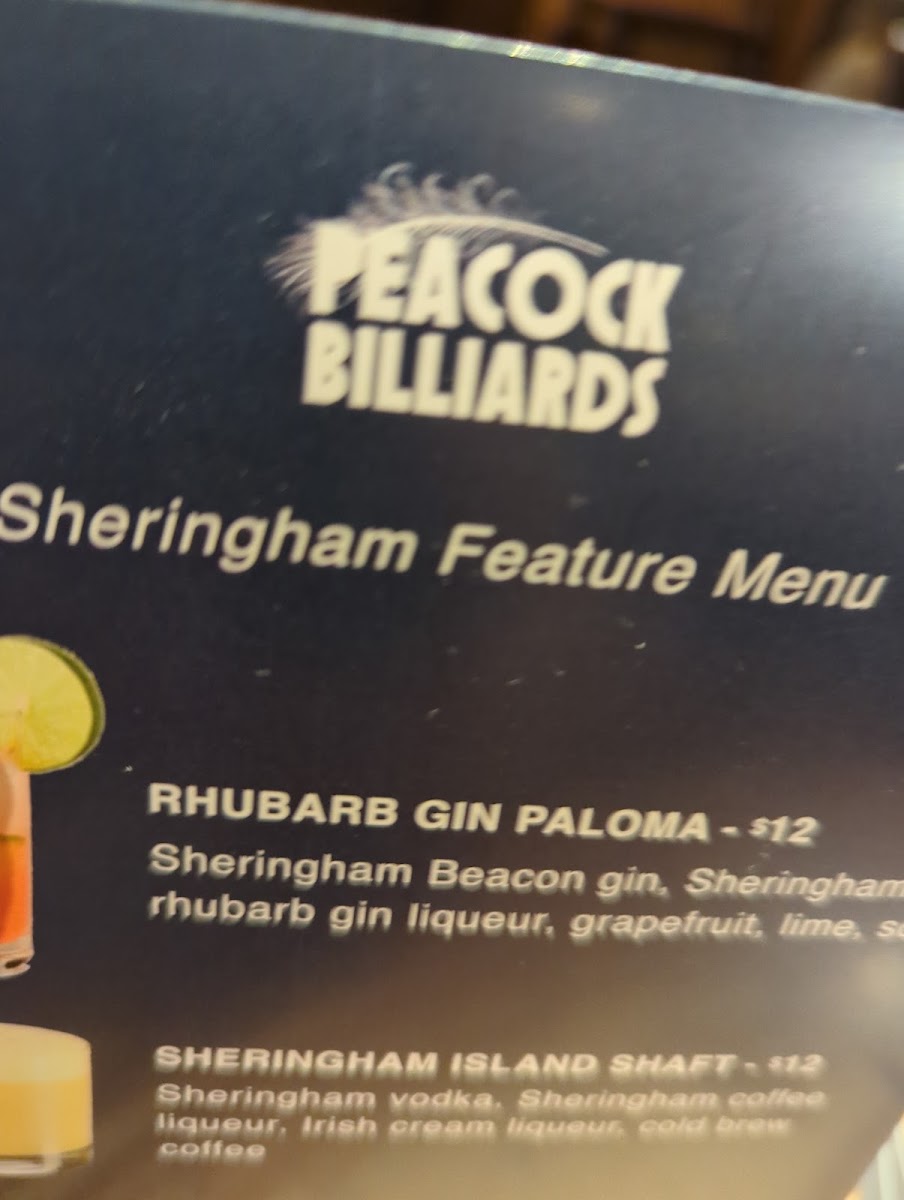 PEACOCK
BILLIARDS
Sheringham Feature Menu
RHUBARB GIN PALOMA - $12
Sheringham Beacon gin, Sheringham
rhubarb gin liqueur, grapefruit, lime,
SHERINGHAM ISLAND SHAFT - $12
Sheringham vodka, Sheringham coffee
liqueur, Irish cream liqueur, cold brew
coffee